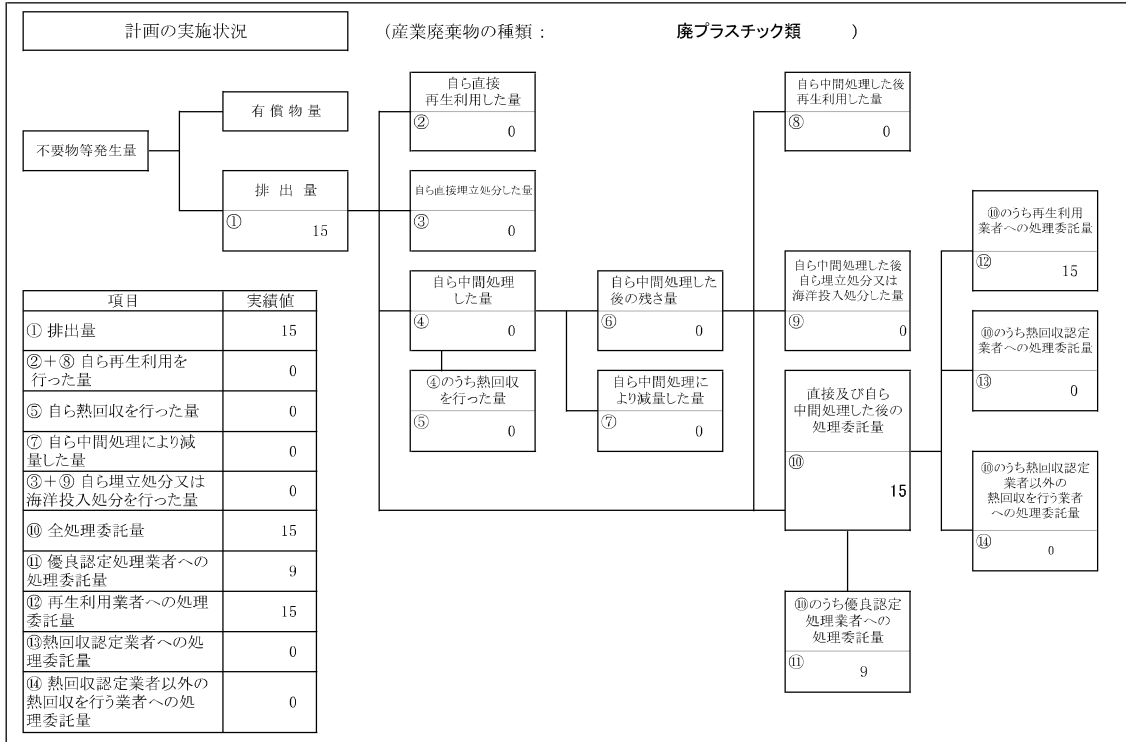 計画の実施状況
(産業廃棄物の種類： 廃プラスチック類 )
不要物等発生量
有償物量
排出量
① 15
自ら直接
再生利用した量
② 0
自ら直接埋立処分した量
③ 0
自ら中間処理
した量
④ 0
④のうち熱回収
を行った量
⑤ 0
自ら中間処理した
後の残さ量
⑥ 0
自ら中間処理に
より減量した量
⑦ 0
自ら中間処理した後
再生利用した量
⑧ 0
自ら中間処理した後
自ら埋立処分又は
海洋投入処分した量
⑨ 0
直接及び自ら
中間処理した後の
処理委託量
⑩
15
⑩のうち優良認定
処理業者への
処理委託量
⑪ 9
⑩のうち再生利用
業者への処理委託量
⑫ 15
⑩のうち熱回収認定
業者への処理委託量
⑬ 0
⑩のうち熱回収認定
業者以外の
熱回収を行う業者
への処理委託量
⑭ 0
項目 実績値
① 排出量 15
②＋⑧ 自ら再生利用を
行った量 0
⑤ 自ら熱回収を行った量 0
⑦ 自ら中間処理により減
量した量 0
③＋⑨ 自ら埋立処分又は
海洋投入処分を行った量 0
⑩ 全処理委託量 15
⑪ 優良認定処理業者への
処理委託量 9
⑫ 再生利用業者への処理
委託量 15
⑬熱回収認定業者への処
理委託量 0
⑭ 熱回収認定業者以外の
熱回収を行う業者への処
理委託量 0